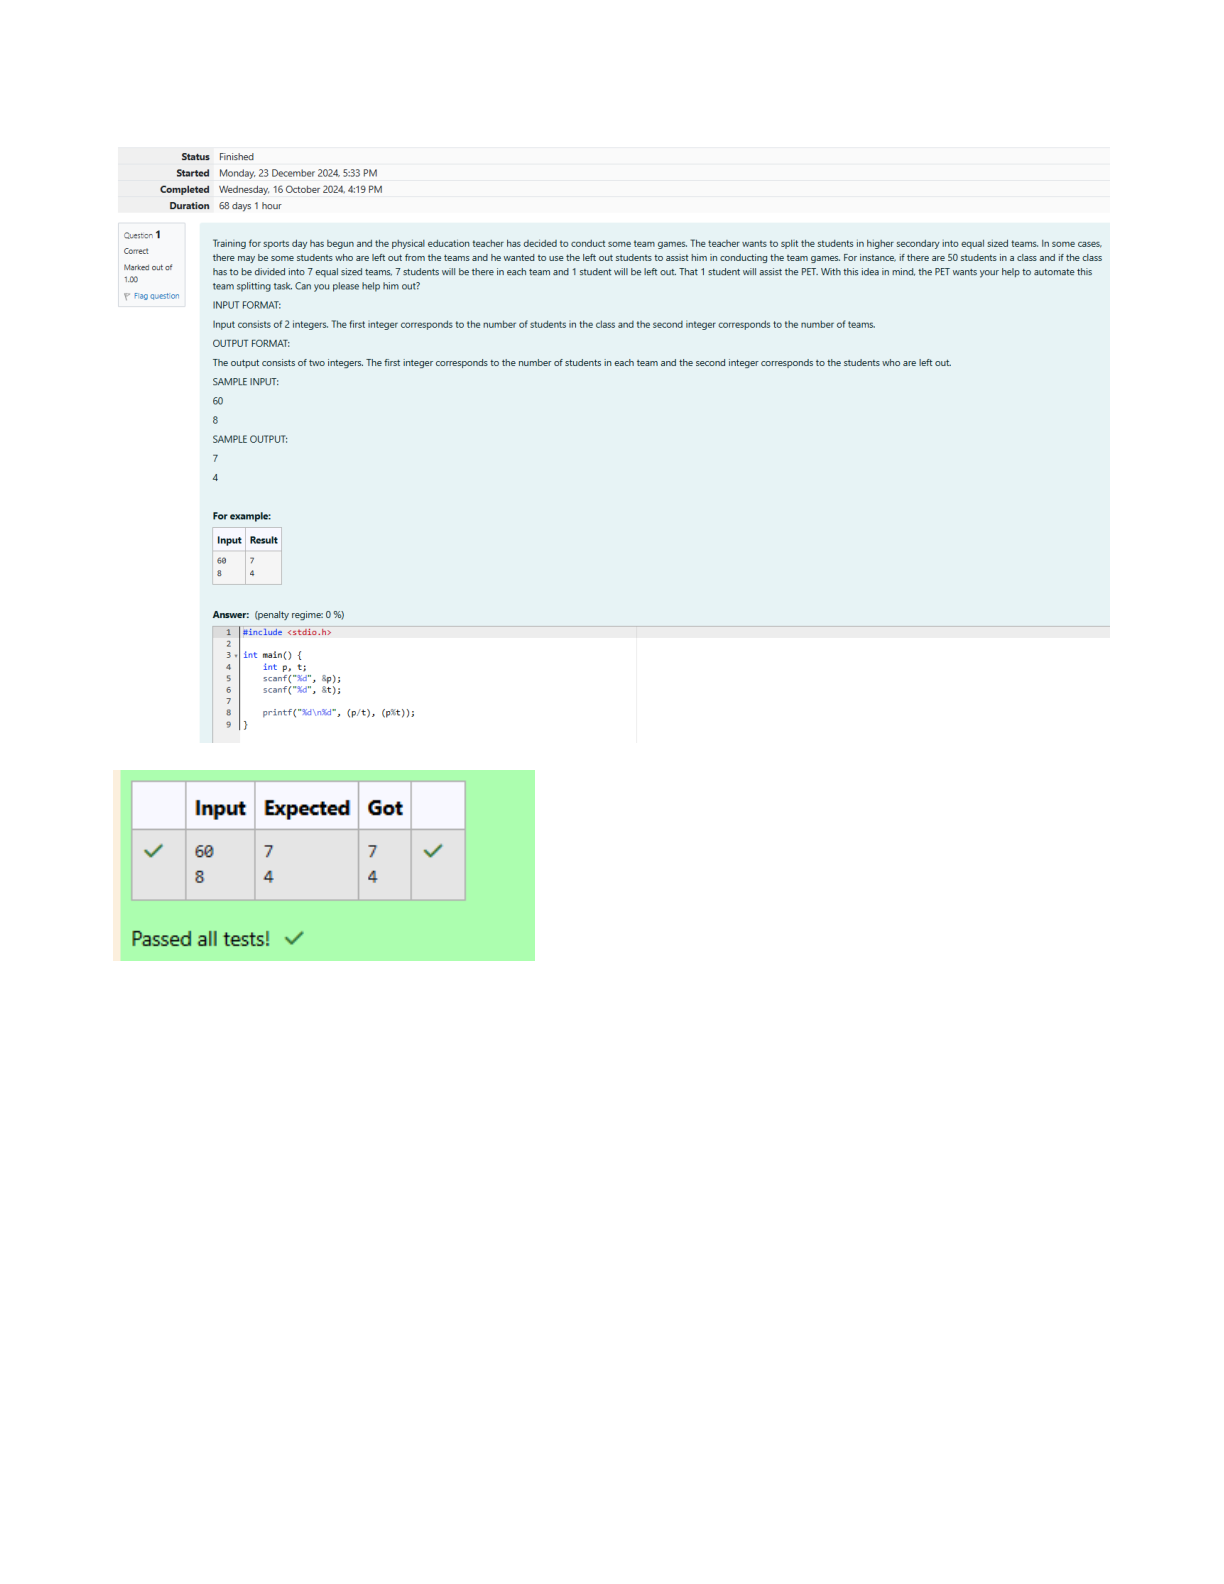 Status Finished
Started Monday, 23 December 2024, 5:33 PM
Completed Wednesday, 16 October 2024, 4:19 PM
Duration 68 days 1 hour
Question 1
Correct
Marked out of
1.00
Flag question
Training for sports day has begun and the physical education teacher has decided to conduct some team games. The teacher wants to split the students in higher secondary into equal sized teams. In some cases,
there may be some students who are left out from the teams and he wanted to use the left out students to assist him in conducting the team games. For instance, if there are 50 students in a class and if the class
has to be divided into 7 equal sized teams, 7 students will be there in each team and 1 student will be left out. That 1 student will assist the PET. With this idea in mind, the PET wants your help to automate this
team splitting task. Can you please help him out?
INPUT FORMAT:
Input consists of 2 integers. The first integer corresponds to the number of students in the class and the second integer corresponds to the number of teams.
OUTPUT FORMAT:
The output consists of two integers. The first integer corresponds to the number of students in each team and the second integer corresponds to the students who are left out.
SAMPLE INPUT:
60
8
SAMPLE OUTPUT:
7
4
For example:
Input Result
60 7
8 4
Answer: (penalty regime: 0 %)
1 #include <stdio.h>
2
3 int main() {
4 int p, t;
5 scanf("%d", &p);
6 scanf("%d", &t);
7
8 printf("%d\n%d", (p/t), (p%t));
9 }
Input Expected Got
60 7 7
8 4 4
Passed all tests!